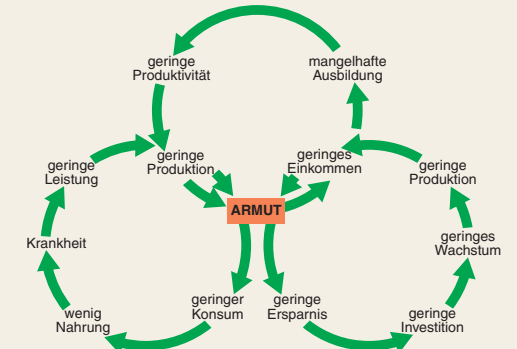 geringe
Produktivität
mangelhafte
Ausbildung
geringe
Leistung
geringe
Produktion
geringes
Einkommen
geringe
Produktion
ARMUT
Krankheit
geringes
Wachstum
wenig
Nahrung
geringer
Konsum
geringe
Ersparnis
geringe
Investition